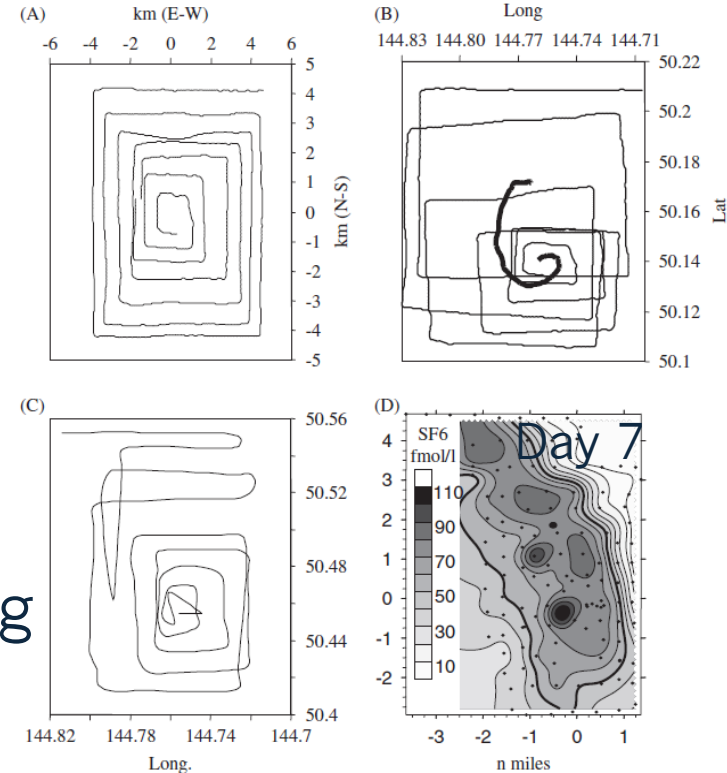 (A)
km (E-W)
-6 -4 -2 0 2 4 6
5
4
3
2
1
0
-1
-2
-3
-4
-5
km (N-S)
(B)
Long
144.83 144.80 144.77 144.74 144.71
50.22
50.2
50.18
50.16
50.14
50.12
50.1
Lat
(C)
50.56
50.52
50.48
50.44
50.4
144.82 144.78 144.74 144.7
Long.
g
(D)
SF6
fmol/l
110
90
70
50
30
10
Day 7
4
3
2
1
0
-1
-2
-3 -2 -1 0 1
n miles